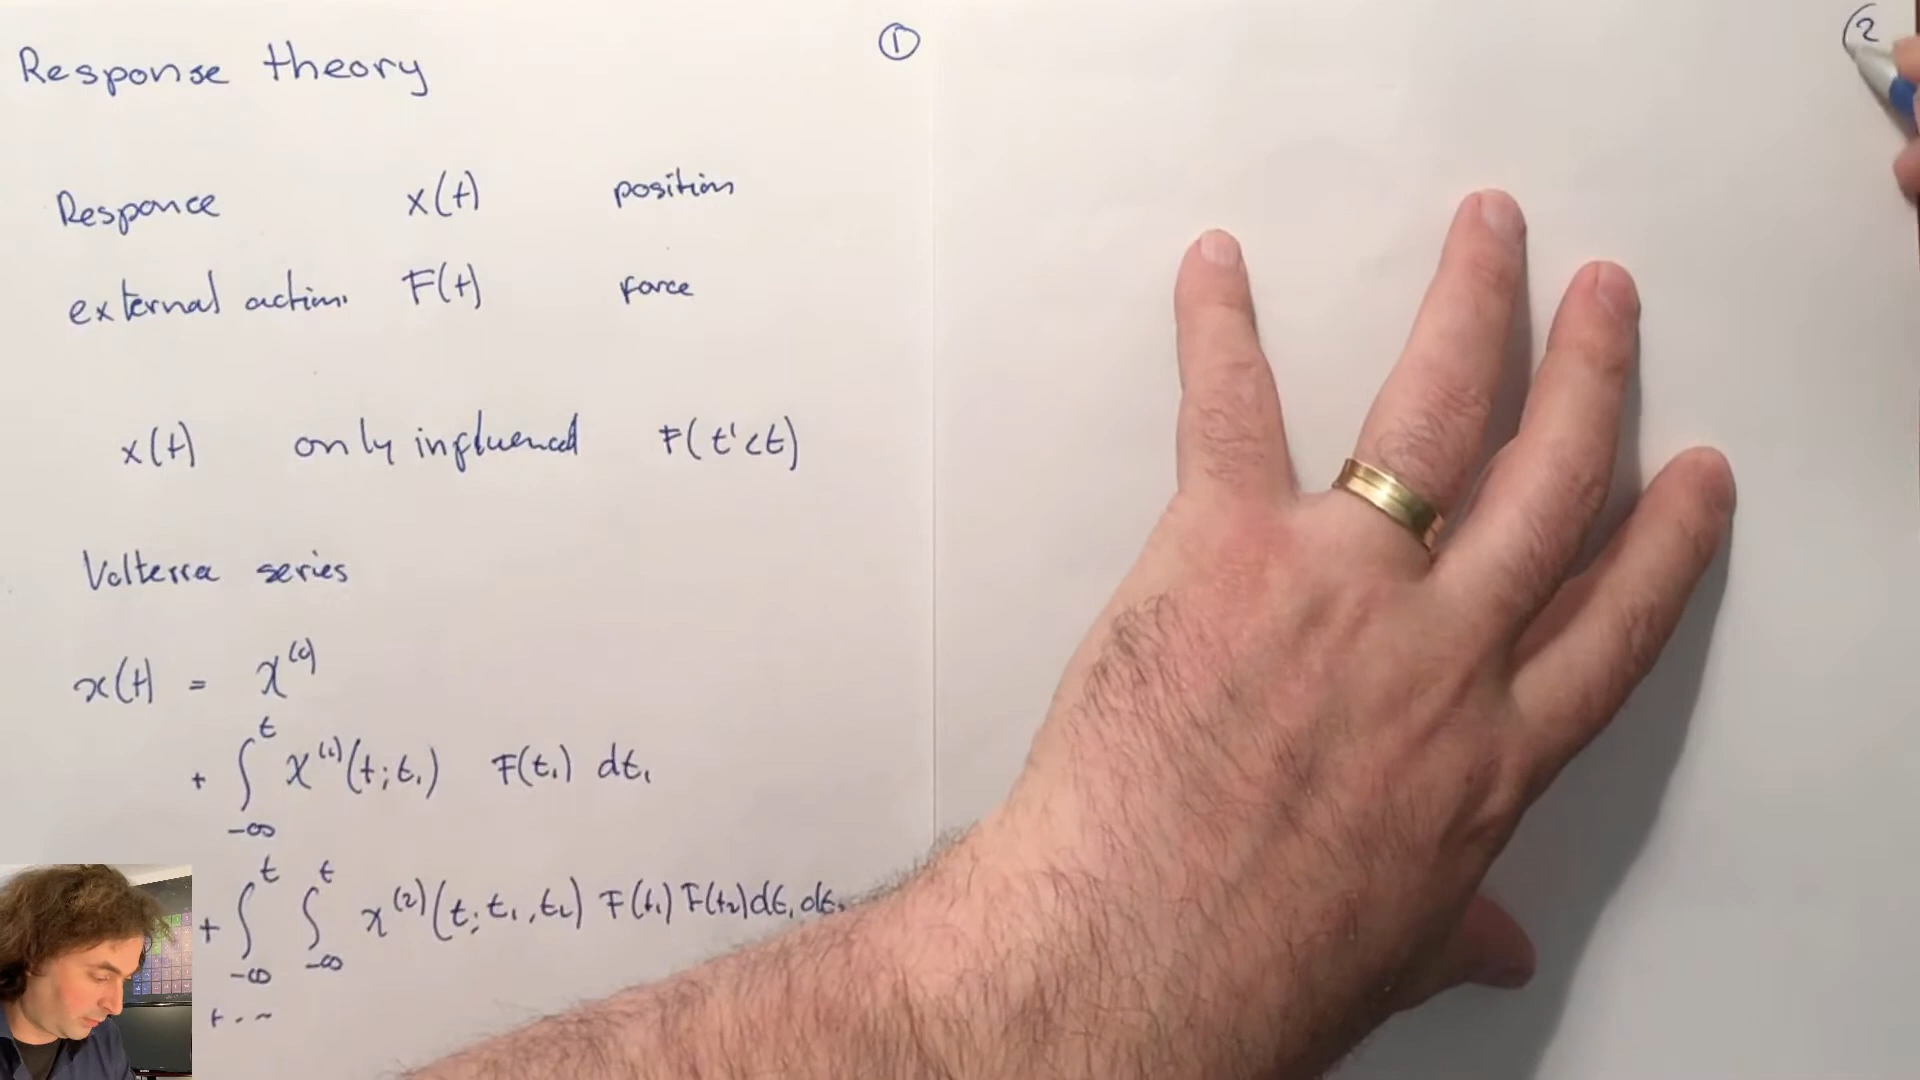 Response theory ①
②
Responce x(t) position
external action. F(t) force
x(t) only influenced F(t'<t)
Volterra series
x(t) = χ^(0)
+ ∫_{-∞}^{t} χ^(1)(t;t₁) F(t₁) dt₁
+ ∫_{-∞}^{t} ∫_{-∞}^{t} χ^(2)(t;t₁,t₂) F(t₁) F(t₂) dt₁ dt₂
+ ...